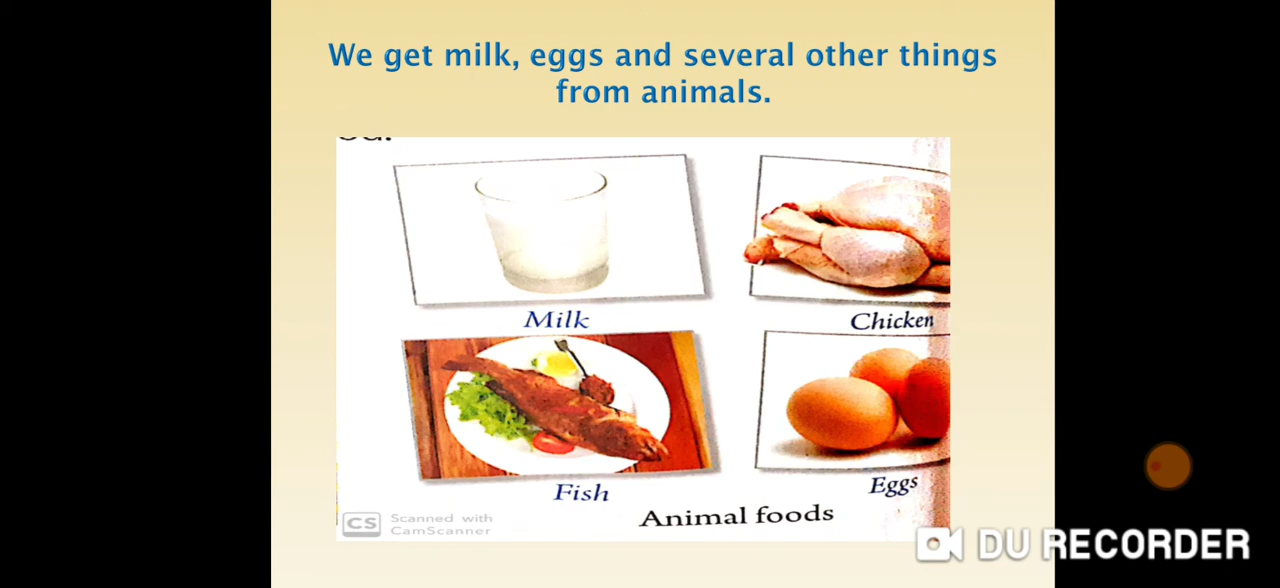 We get milk, eggs and several other things
from animals.
Milk
Chicken
Fish
Eggs
Animal foods
CS Scanned with
CamScanner
DU RECORDER